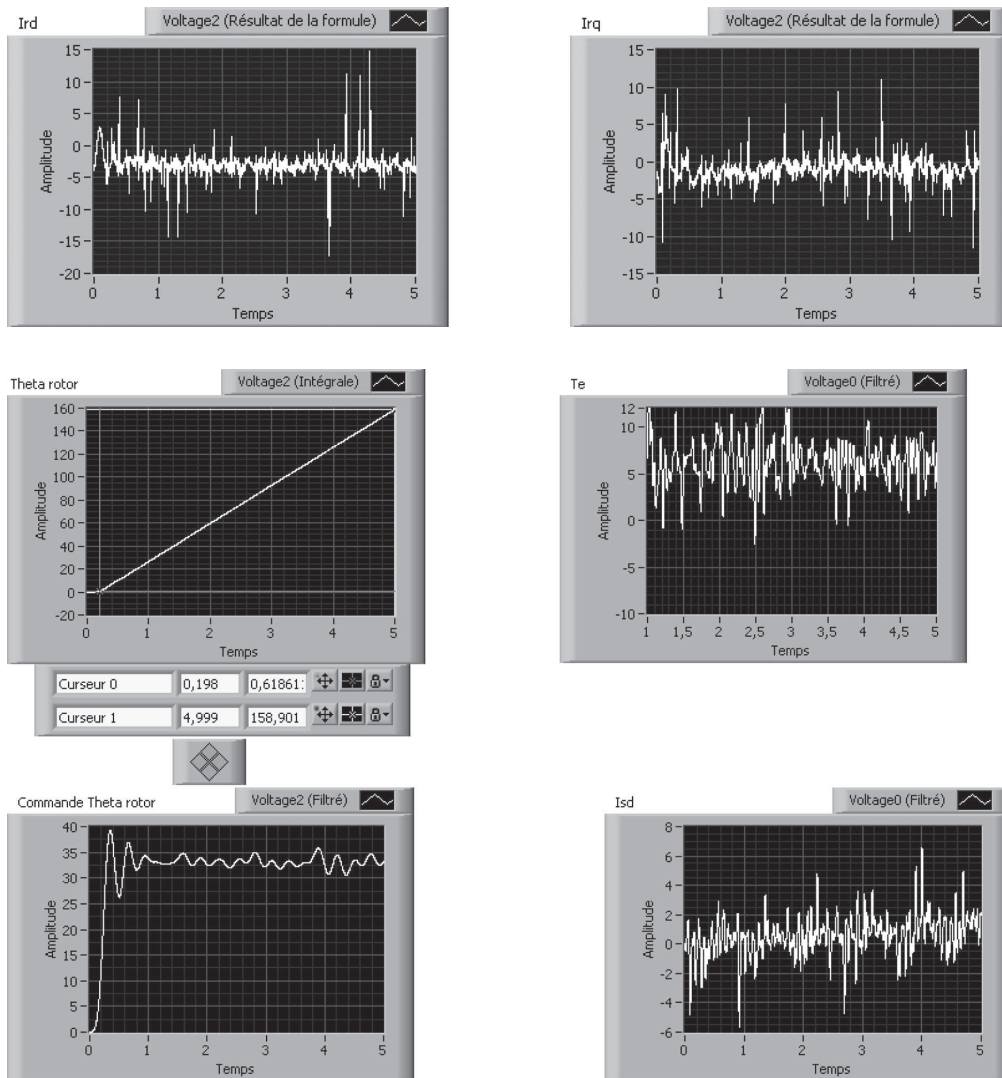 Ird
Voltage2 (Résultat de la formule)
15
10
5
0
-5
-10
-15
-20
Amplitude
0 1 2 3 4 5
Temps
Irq
Voltage2 (Résultat de la formule)
15
10
5
0
-5
-10
-15
Amplitude
0 1 2 3 4 5
Temps
Theta rotor
Voltage2 (Intégrale)
160
140
120
100
80
60
40
20
0
-20
Amplitude
0 1 2 3 4 5
Temps
Curseur 0 0,198 0,61861
Curseur 1 4,999 158,901
Te
Voltage0 (Filtré)
12
10
5
0
-5
-10
Amplitude
1 1,5 2 2,5 3 3,5 4 4,5 5
Temps
Commande Theta rotor
Voltage2 (Filtré)
40
35
30
25
20
15
10
5
0
Amplitude
0 1 2 3 4 5
Temps
Isd
Voltage0 (Filtré)
8
6
4
2
0
-2
-4
-6
Amplitude
0 1 2 3 4 5
Temps